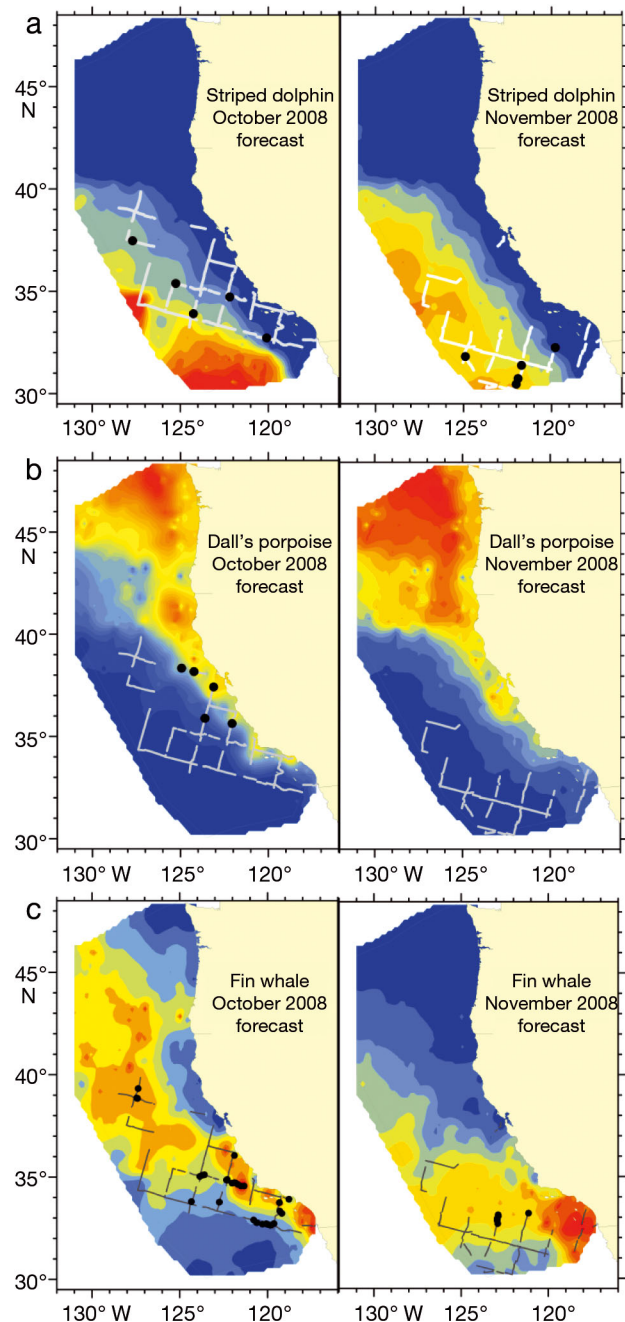 a
45°
N
40°
35°
30°
Striped dolphin
October 2008
forecast
Striped dolphin
November 2008
forecast
130° W 125° 120°
130° W 125° 120°
b
45°
N
40°
35°
30°
Dall's porpoise
October 2008
forecast
Dall's porpoise
November 2008
forecast
130° W 125° 120°
130° W 125° 120°
c
45°
N
40°
35°
30°
Fin whale
October 2008
forecast
Fin whale
November 2008
forecast
130° W 125° 120°
130° W 125° 120°